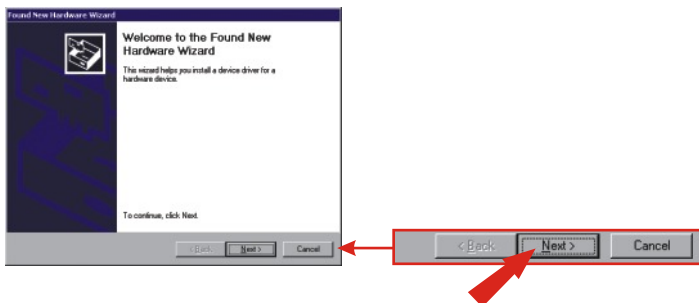 Found New Hardware Wizard
Welcome to the Found New
Hardware Wizard
This wizard helps you install a device driver for a
hardware device.
To continue, click Next.
< Back Next > Cancel
< Back Next > Cancel